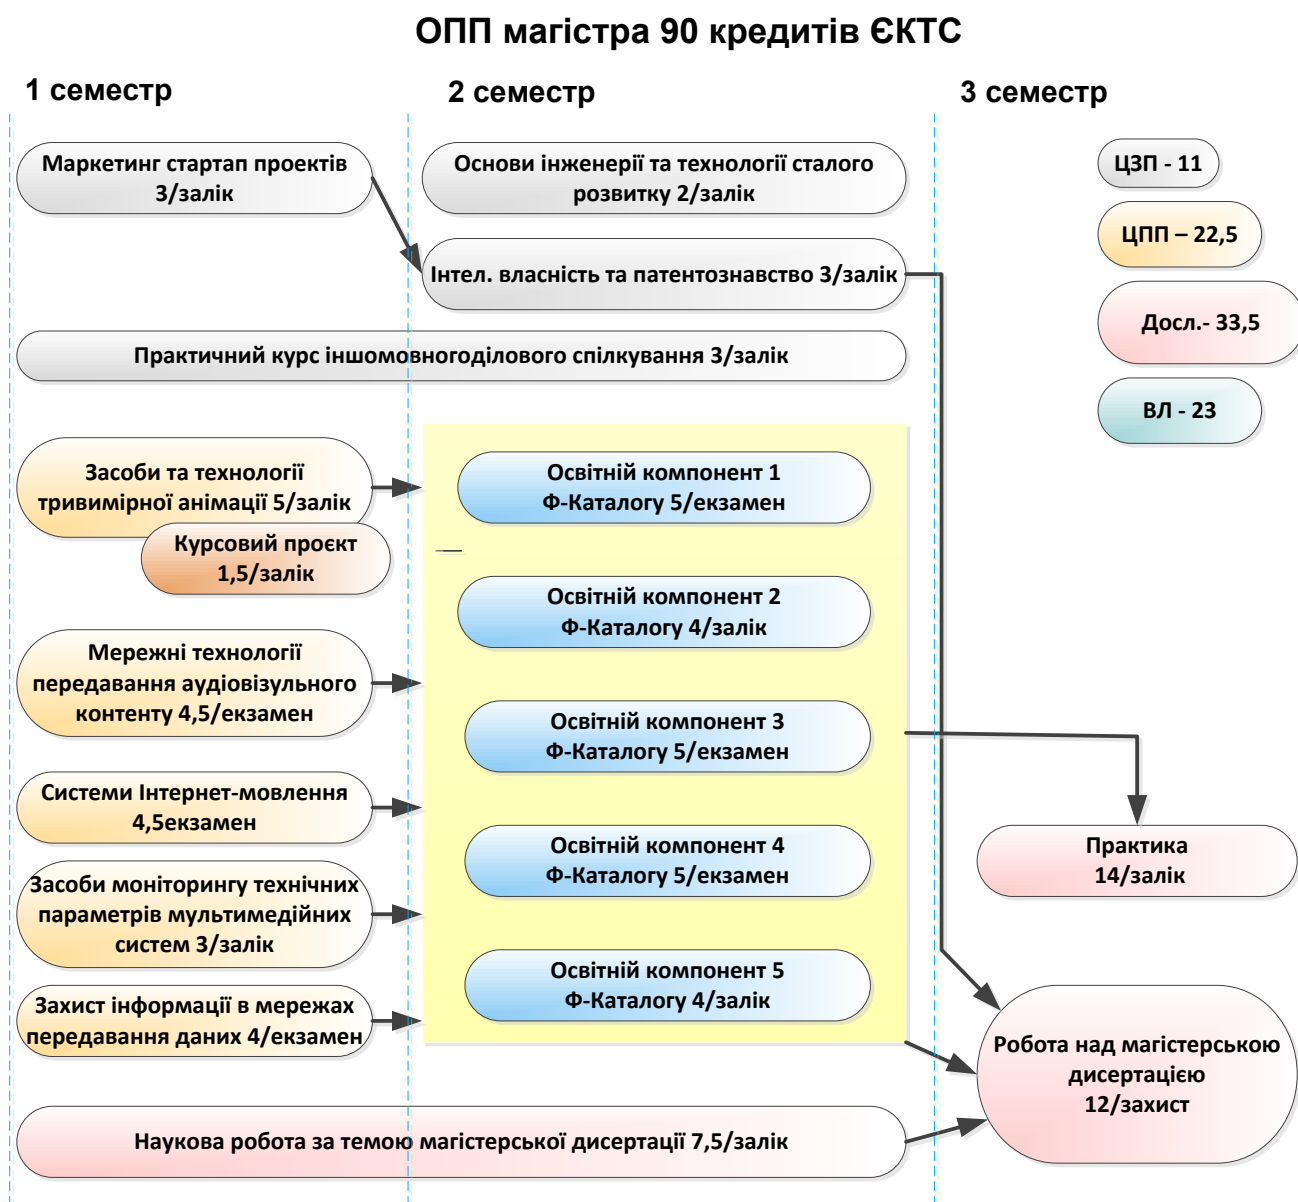 ОПП магістра 90 кредитів ЄКТС
1 семестр
2 семестр
3 семестр
Маркетинг стартап проектів
3/залік
Основи інженерії та технології сталого
розвитку 2/залік
Інтел. власність та патентознавство 3/залік
Практичний курс іншомовногоділового спілкування 3/залік
ЦЗП - 11
ЦПП – 22,5
Досл.- 33,5
ВЛ - 23
Засоби та технології
тривимірної анімації 5/залік
Курсовий проєкт
1,5/залік
Мережні технології
передавання аудіовізульного
контенту 4,5/екзамен
Системи Інтернет-мовлення
4,5екзамен
Засоби моніторингу технічних
параметрів мультимедійних
систем 3/залік
Захист інформації в мережах
передавання даних 4/екзамен
Освітній компонент 1
Ф-Каталогу 5/екзамен
Освітній компонент 2
Ф-Каталогу 4/залік
Освітній компонент 3
Ф-Каталогу 5/екзамен
Освітній компонент 4
Ф-Каталогу 5/екзамен
Освітній компонент 5
Ф-Каталогу 4/залік
Практика
14/залік
Робота над магістерською
дисертацією
12/захист
Наукова робота за темою магістерської дисертації 7,5/залік